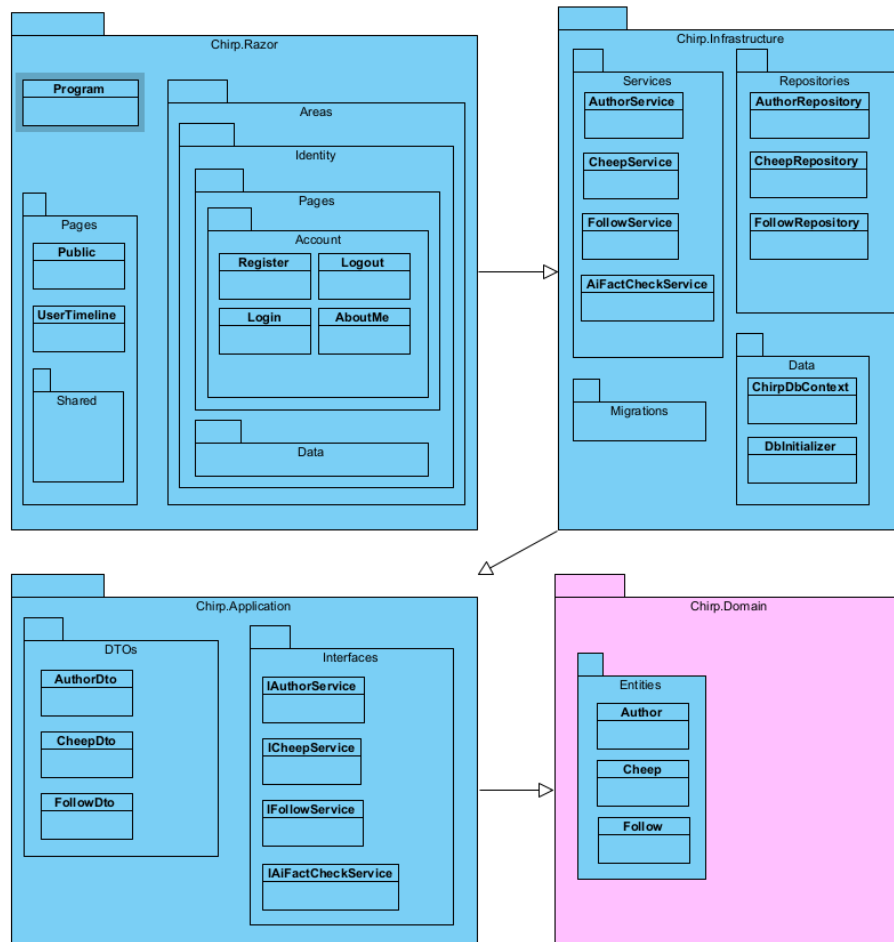 Chirp.Razor
Program
Areas
Identity
Pages
Account
Register
Logout
Login
AboutMe
Data
Pages
Public
UserTimeline
Shared
Chirp.Infrastructure
Services
AuthorService
CheepService
FollowService
AiFactCheckService
Migrations
Repositories
AuthorRepository
CheepRepository
FollowRepository
Data
ChirpDbContext
DbInitializer
Chirp.Application
DTOs
AuthorDto
CheepDto
FollowDto
Interfaces
IAuthorService
ICheepService
IFollowService
IAiFactCheckService
Chirp.Domain
Entities
Author
Cheep
Follow